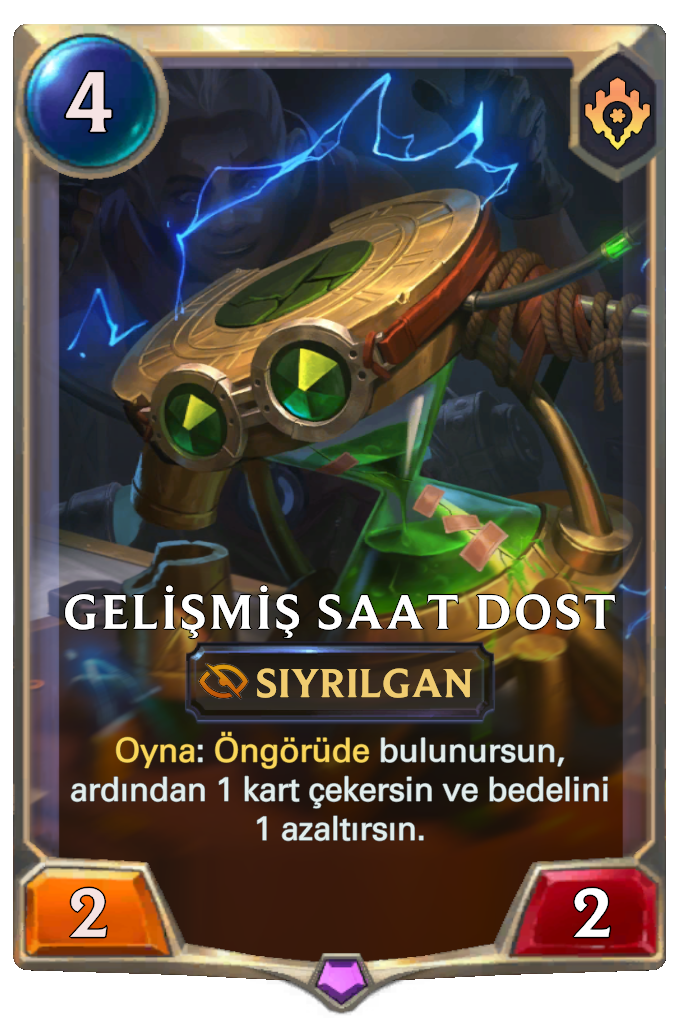 4
GELİŞMİŞ SAAT DOST
SIYRILGAN
Oyna: Öngörüde bulunursun,
ardından 1 kart çekersin ve bedelini
1 azaltırsın.
2
2